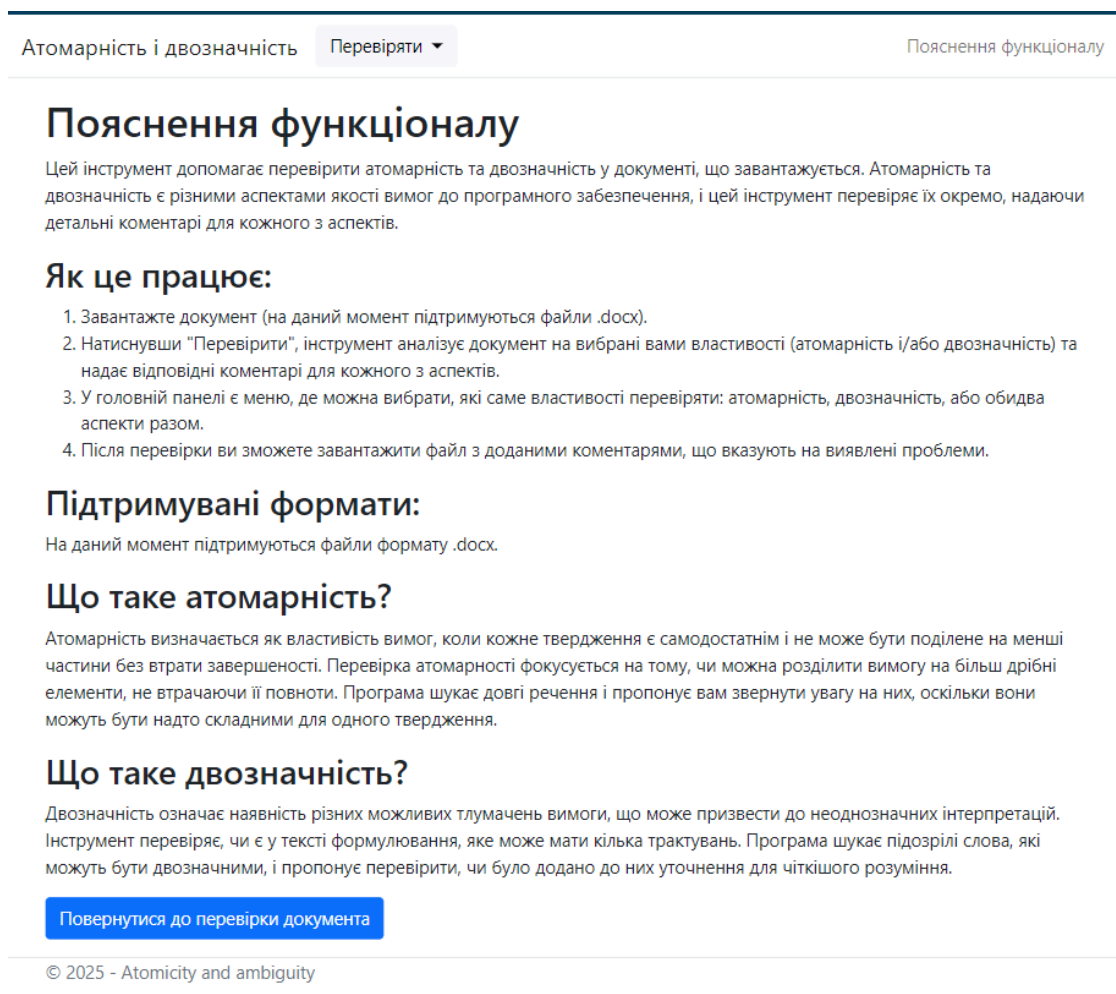 Атомарність і двозначність Перевіряти Пояснення функціоналу
Пояснення функціоналу
Цей інструмент допомагає перевірити атомарність та двозначність у документі, що завантажується. Атомарність та
двозначність є різними аспектами якості вимог до програмного забезпечення, і цей інструмент перевіряє їх окремо, надаючи
детальні коментарі для кожного з аспектів.
Як це працює:
1. Завантажте документ (на даний момент підтримуються файли .docx).
2. Натиснувши "Перевірити", інструмент аналізує документ на вибрані вами властивості (атомарність і/або двозначність) та
надає відповідні коментарі для кожного з аспектів.
3. У головній панелі є меню, де можна вибрати, які саме властивості перевіряти: атомарність, двозначність, або обидва
аспекти разом.
4. Після перевірки ви зможете завантажити файл з доданими коментарями, що вказують на виявлені проблеми.
Підтримувані формати:
На даний момент підтримуються файли формату .docx.
Що таке атомарність?
Атомарність визначається як властивість вимог, коли кожне твердження є самодостатнім і не може бути поділене на менші
частини без втрати завершеності. Перевірка атомарності фокусується на тому, чи можна розділити вимогу на більш дрібні
елементи, не втрачаючи її повноти. Програма шукає довгі речення і пропонує вам звернути увагу на них, оскільки вони
можуть бути надто складними для одного твердження.
Що таке двозначність?
Двозначність означає наявність різних можливих тлумачень вимоги, що може призвести до неоднозначних інтерпретацій.
Інструмент перевіряє, чи є у тексті формулювання, яке може мати кілька трактувань. Програма шукає підозрілі слова, які
можуть бути двозначними, і пропонує перевірити, чи було додано до них уточнення для чіткішого розуміння.
Повернутися до перевірки документа
© 2025 - Atomicity and ambiguity